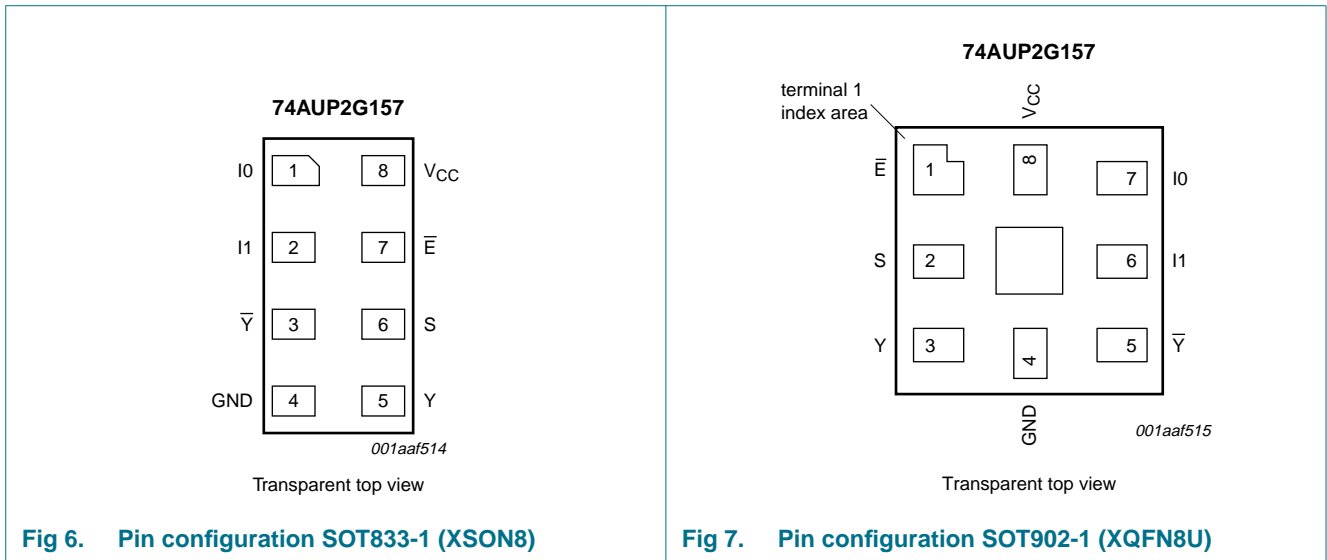 74AUP2G157
I0 1 8 VCC
I1 2 7 E̅
Y̅ 3 6 S
GND 4 5 Y
001aaf514
Transparent top view
Fig 6. Pin configuration SOT833-1 (XSON8)
74AUP2G157
terminal 1
index area
VCC
E̅ 1 8 7 I0
S 2 6 I1
Y 3 4 5 Y̅
GND
001aaf515
Transparent top view
Fig 7. Pin configuration SOT902-1 (XQFN8U)